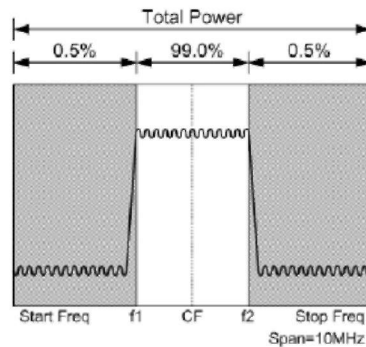 Total Power
0.5% 99.0% 0.5%
Start Freq f1 CF f2 Stop Freq
Span=10MHz